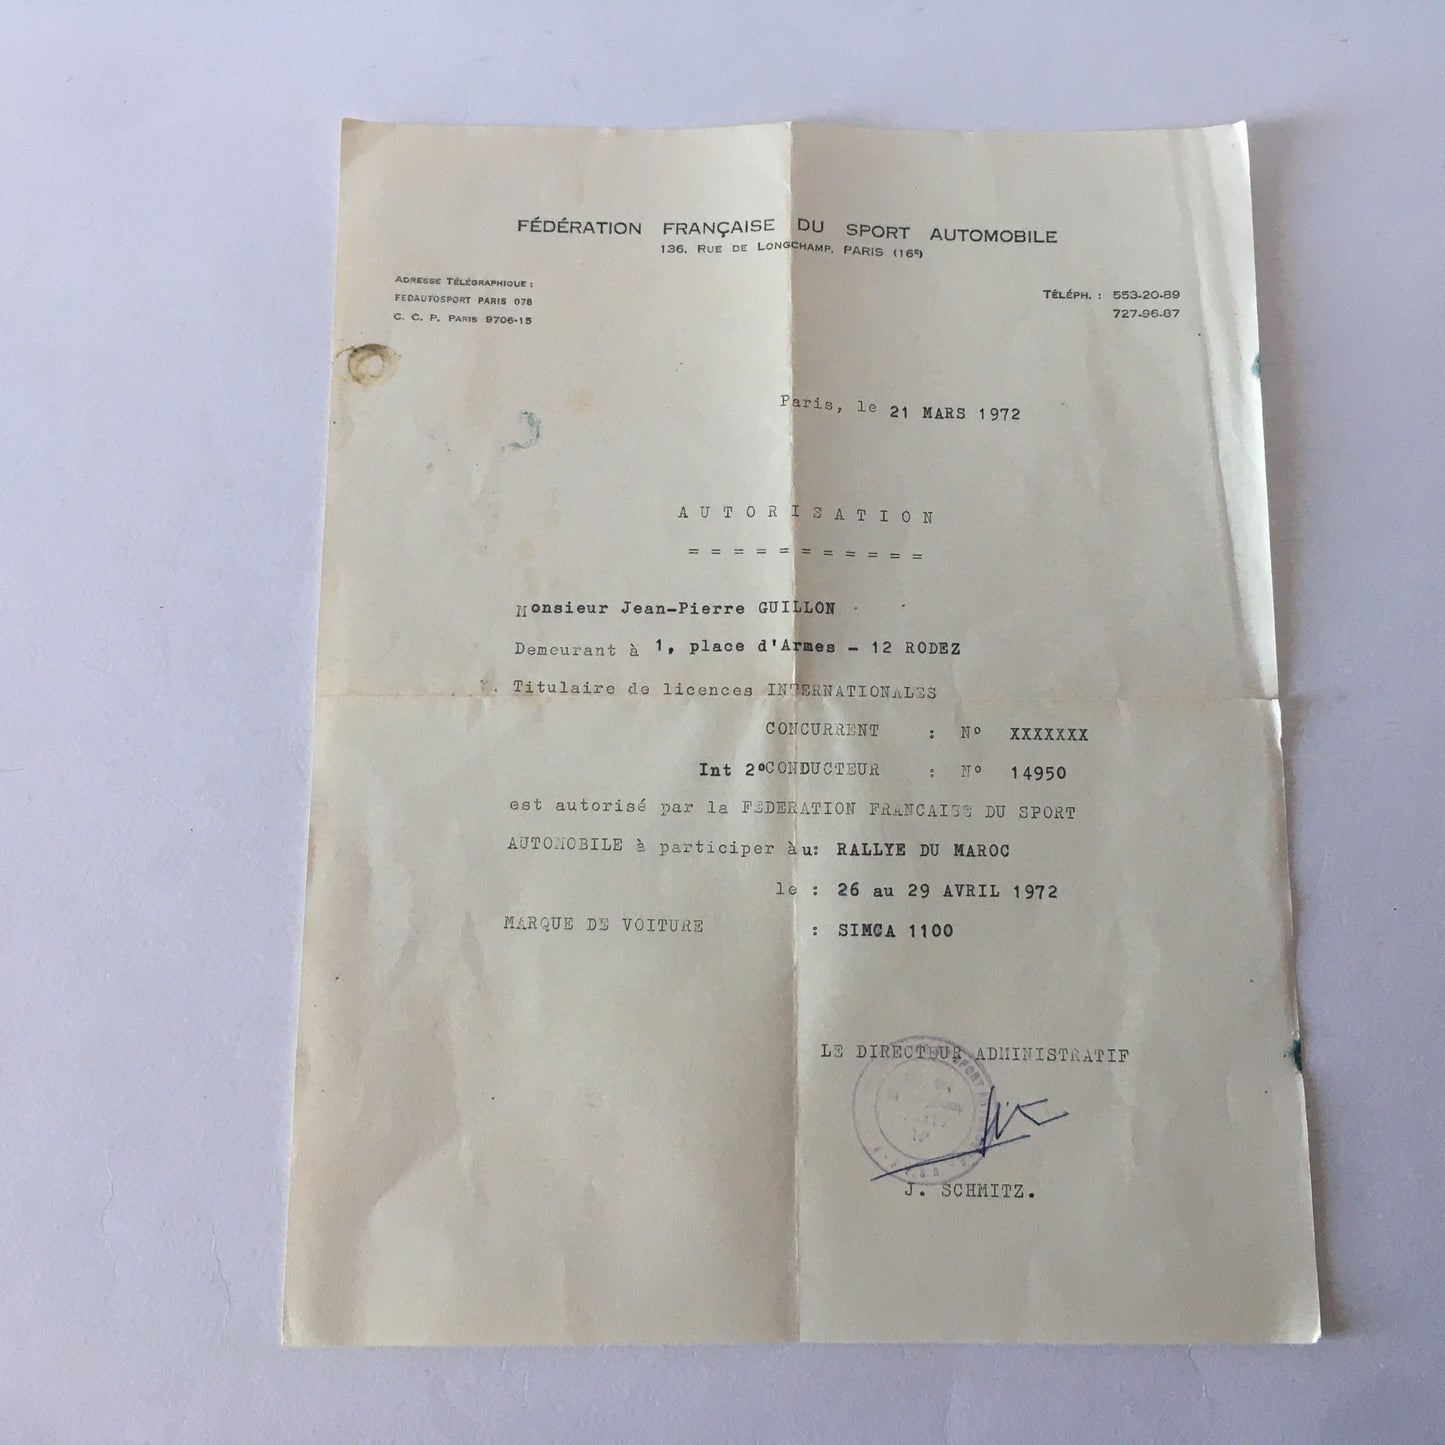 FÉDÉRATION FRANÇAISE DU SPORT AUTOMOBILE
136, RUE DE LONGCHAMP, PARIS (16e)
ADRESSE TÉLÉGRAPHIQUE :
FEDAUTOSPORT PARIS 078
C. C. P. PARIS 9706-15
TÉLÉPH. : 553-20-89
727-96-87
Paris, le 21 MARS 1972
A U T O R I S A T I O N
= = = = = = = = = = =
Monsieur Jean-Pierre GUILLON
Demeurant à 1, place d'Armes - 12 RODEZ
Titulaire de licences INTERNATIONALES
CONCURRENT : N° XXXXXXX
Int 2°CONDUCTEUR : N° 14950
est autorisé par la FEDERATION FRANCAISE DU SPORT
AUTOMOBILE à participer àu: RALLYE DU MAROC
le : 26 au 29 AVRIL 1972
MARQUE DE VOITURE : SIMCA 1100
LE DIRECTEUR ADMINISTRATIF
SPORT
J. SCHMITZ.